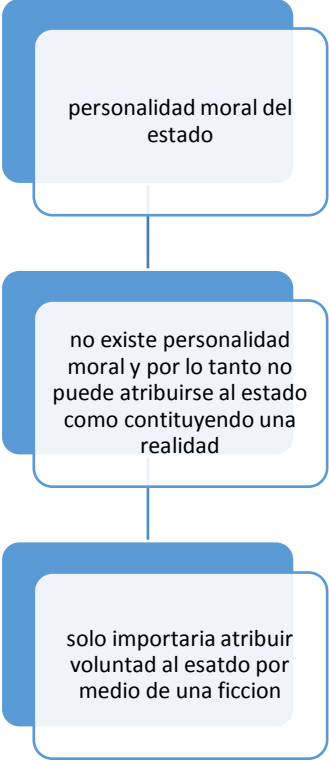 personalidad moral del
estado
no existe personalidad
moral y por lo tanto no
puede atribuirse al estado
como contituyendo una
realidad
solo importaria atribuir
voluntad al esatdo por
medio de una ficcion